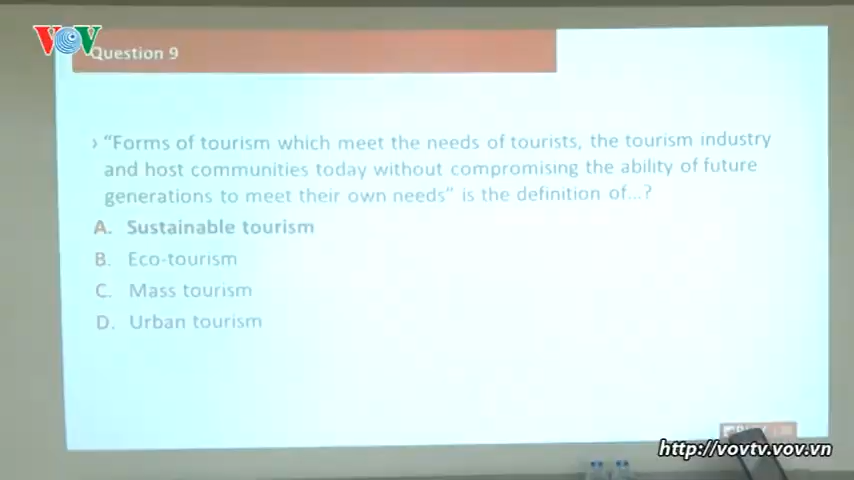 VOV
Question 9
› “Forms of tourism which meet the needs of tourists, the tourism industry
and host communities today without compromising the ability of future
generations to meet their own needs” is the definition of...?
A. Sustainable tourism
B. Eco-tourism
C. Mass tourism
D. Urban tourism
http://vovtv.vov.vn